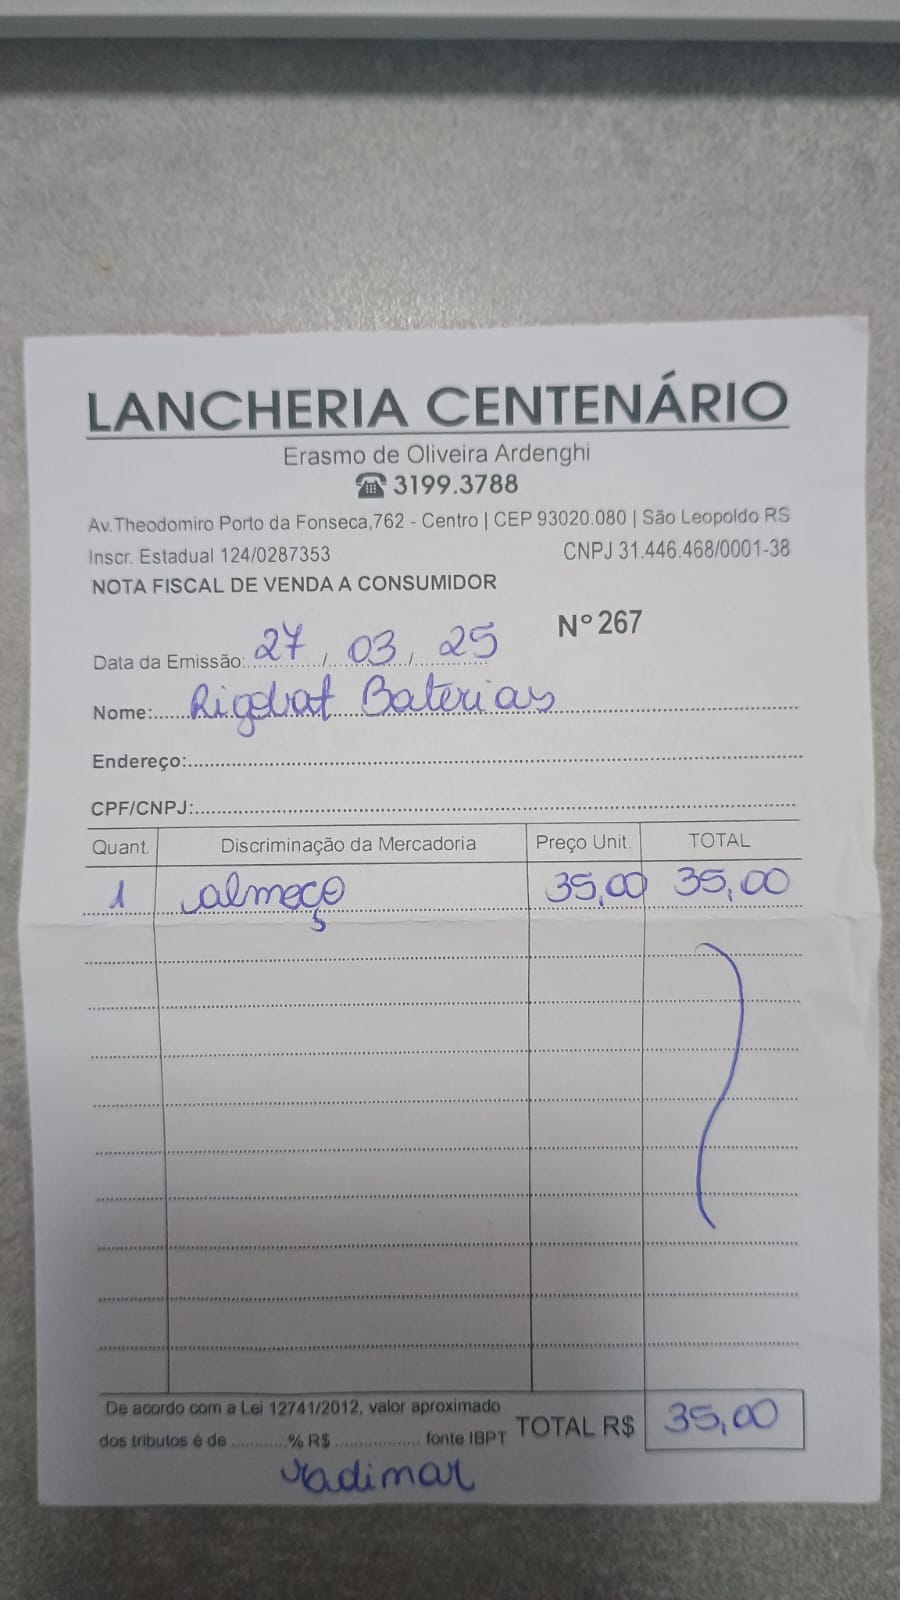 LANCHERIA CENTENÁRIO
Erasmo de Oliveira Ardenghi
☎ 3199.3788
Av. Theodomiro Porto da Fonseca,762 - Centro | CEP 93020.080 | São Leopoldo RS
Inscr. Estadual 124/0287353 CNPJ 31.446.468/0001-38
NOTA FISCAL DE VENDA A CONSUMIDOR
Nº 267
Data da Emissão: 27 / 03 / 25
Nome: Baterias
Endereço:
CPF/CNPJ:
Quant. Discriminação da Mercadoria Preço Unit. TOTAL
1 almoço 35,00 35,00
De acordo com a Lei 12741/2012, valor aproximado
dos tributos é de ............% R$ .................. fonte IBPT TOTAL R$ 35,00